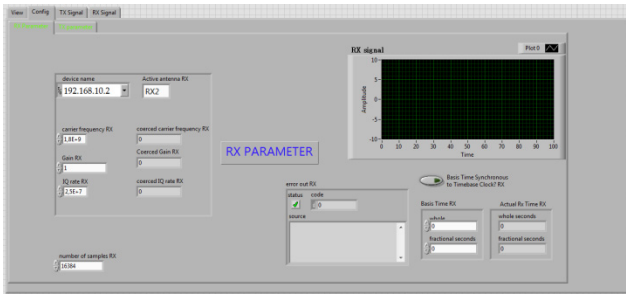 View Config TX Signal RX Signal
RX signal
Plot 0
device name
192.168.10.2
Active antenna RX
RX2
carrier frequency RX
1,8E+9
coerced carrier frequency RX
0
Gain RX
1
Coerced Gain RX
0
IQ rate RX
2,5E+7
coerced IQ rate RX
0
number of samples RX
16384
RX PARAMETER
Amplitude
10
5
0
-5
-10
0 10 20 30 40 50 60 70 80 90 100
Time
error out RX
status code
0
source
Basis Time Synchronous
to Timebase Clock? RX
Basis Time RX
whole
0
fractional seconds
0
Actual Rx Time RX
whole seconds
0
fractional seconds
0